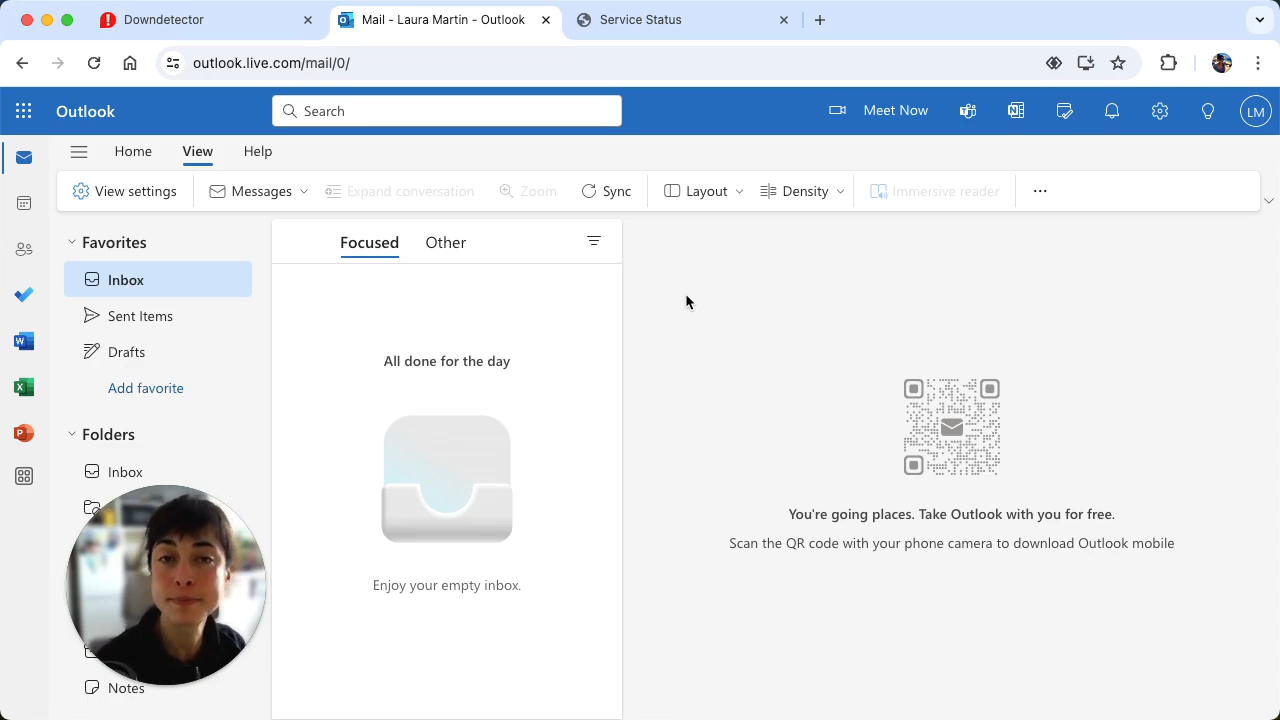 Downdetector
Mail - Laura Martin - Outlook
Service Status
outlook.live.com/mail/0/
Outlook
Search
Meet Now
LM
Home
View
Help
View settings
Messages
Expand conversation
Zoom
Sync
Layout
Density
Immersive reader
Favorites
Inbox
Sent Items
Drafts
Add favorite
Folders
Inbox
Notes
Focused
Other
All done for the day
Enjoy your empty inbox.
You're going places. Take Outlook with you for free.
Scan the QR code with your phone camera to download Outlook mobile